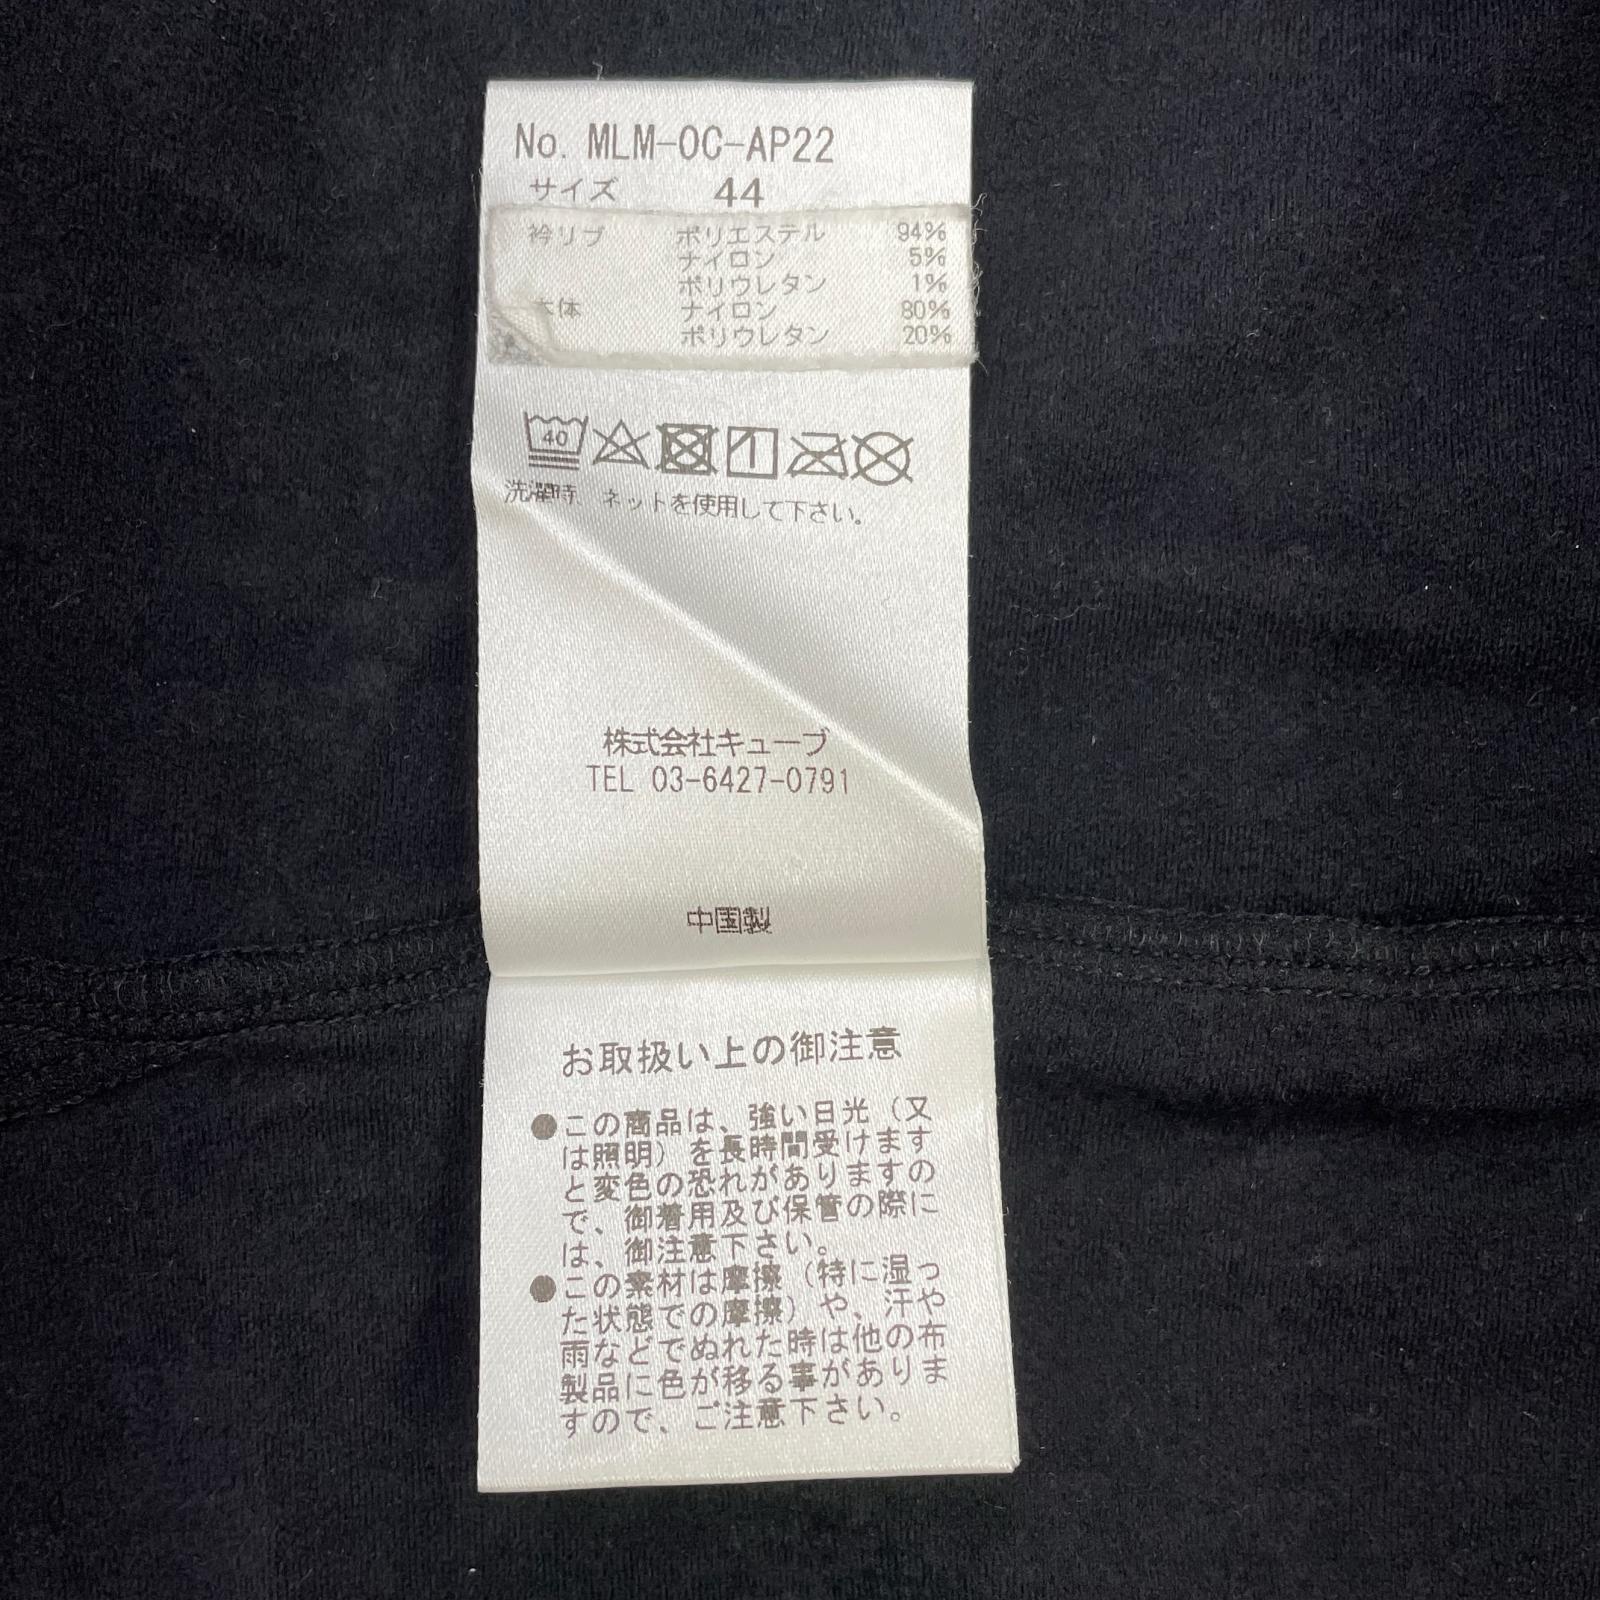 No. MLM-OC-AP22
サイズ 44
衿リブ ポリエステル 94%
ナイロン 5%
ポリウレタン 1%
本体 ナイロン 80%
ポリウレタン 20%
40
洗濯時、ネットを使用して下さい。
株式会社キューブ
TEL 03-6427-0791
中国製
お取扱い上の御注意
●この商品は、強い日光(又
は照明)を長時間受けます
と変色の恐れがありますの
で、御着用及び保管の際に
は、御注意下さい。
●この素材は摩擦(特に湿っ
た状態での摩擦)や、汗や
雨などでぬれた時は他の布
製品に色が移る事がありま
すので、ご注意下さい。